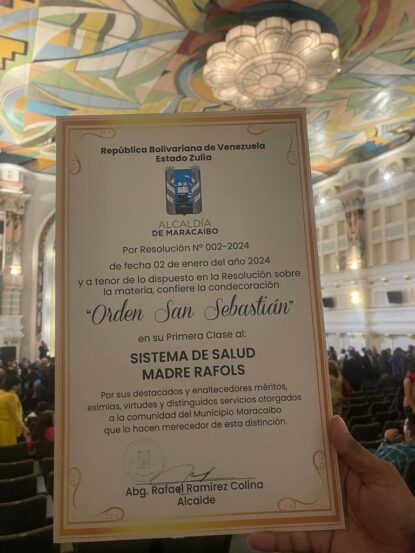 República Bolivariana de Venezuela
Estado Zulia
ALCALDÍA
DE MARACAIBO
Por Resolución Nº 002-2024
de fecha 02 de enero del año 2024
y a tenor de lo dispuesto en la Resolución sobre
la materia, confiere la condecoración
"Orden San Sebastián"
en su Primera Clase al:
SISTEMA DE SALUD
MADRE RAFOLS
Por sus destacados y enaltecedores méritos,
eximias, virtudes y distinguidos servicios otorgados
a la comunidad del Municipio Maracaibo
que lo hacen merecedor de esta distinción.
Abg. Rafael Ramírez Colina
Alcalde